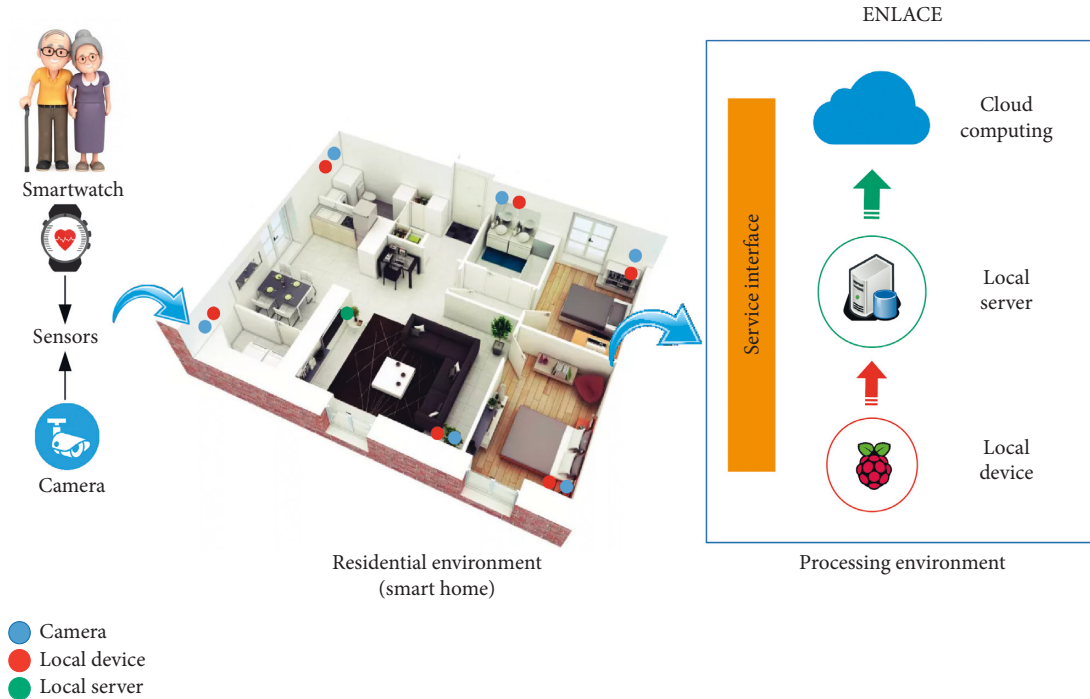 Smartwatch
Sensors
Camera
Residential environment
(smart home)
ENLACE
Service interface
Cloud
computing
Local
server
Local
device
Processing environment
Camera
Local device
Local server